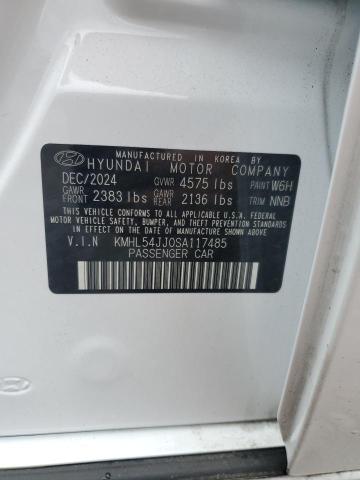 MANUFACTURED IN KOREA BY
HYUNDAI MOTOR COMPANY
DEC/2024 GVWR 4575 lbs PAINT W6H
GAWR FRONT 2383 lbs GAWR REAR 2136 lbs TRIM NNB
THIS VEHICLE CONFORMS TO ALL APPLICABLE U.S.A FEDERAL
MOTOR VEHICLE SAFETY, BUMPER, AND THEFT PREVENTION
STANDARDS IN EFFECT ON THE DATE OF MANUFACTURE SHOWN ABOVE.
V.I.N KMHL54JJ0SA117485
PASSENGER CAR